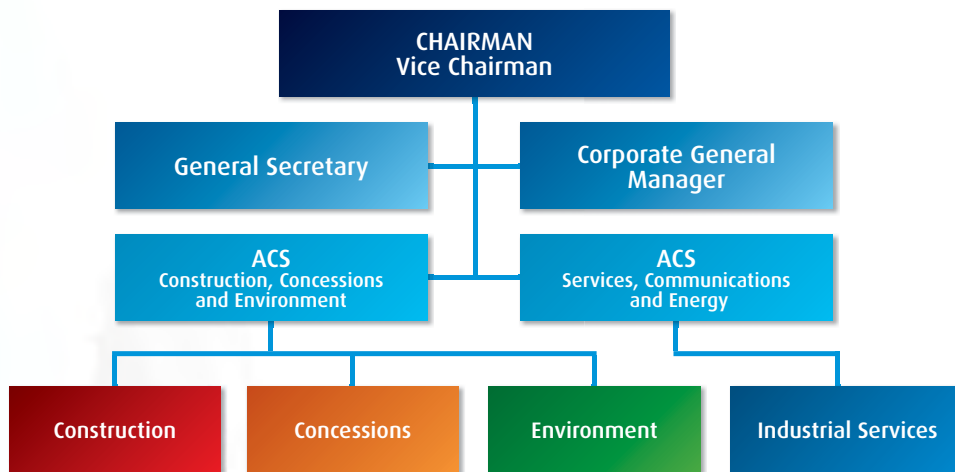 CHAIRMAN
Vice Chairman
General Secretary
Corporate General
Manager
ACS
Construction, Concessions
and Environment
ACS
Services, Communications
and Energy
Construction
Concessions
Environment
Industrial Services